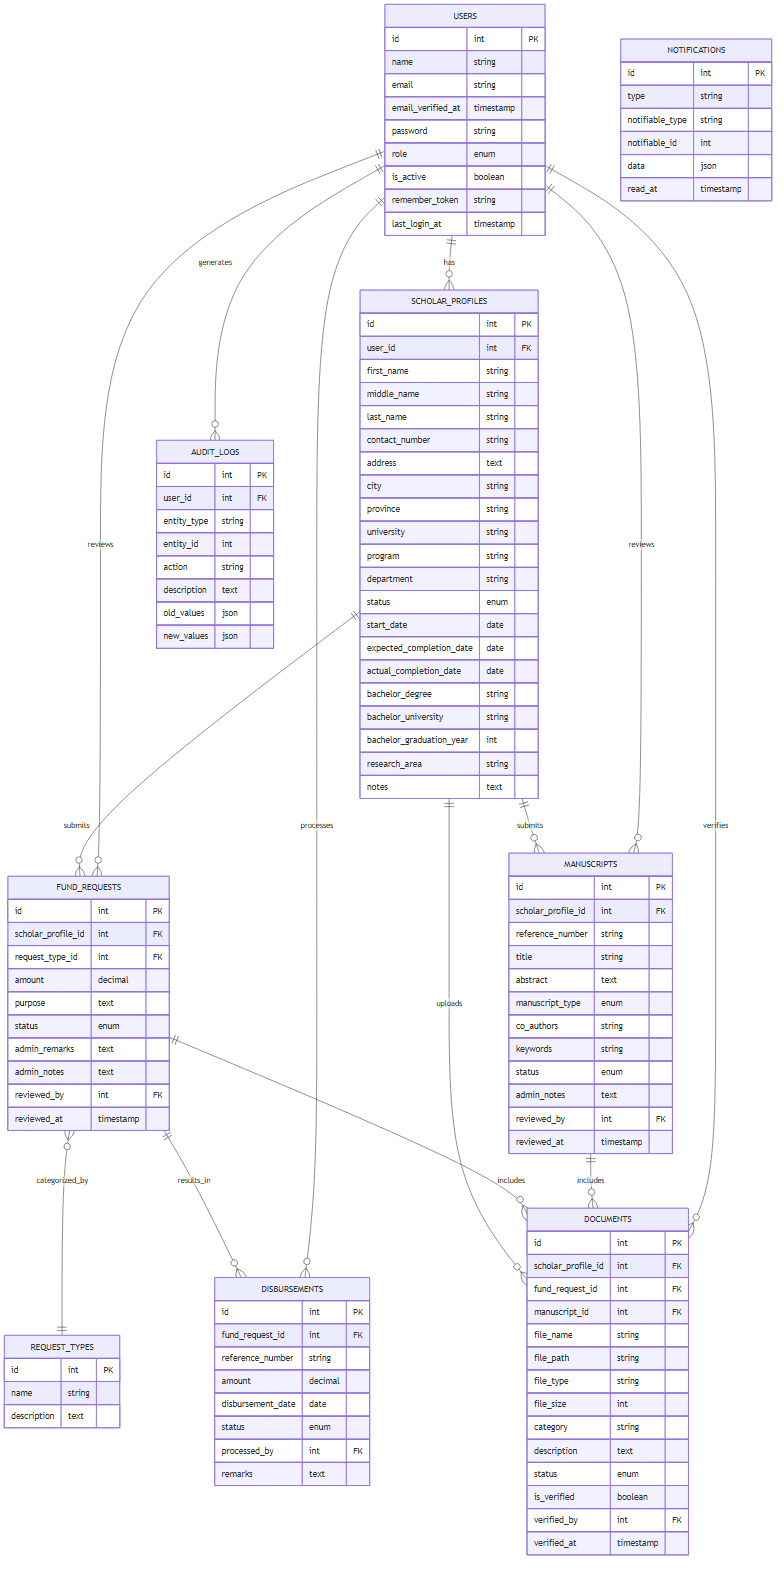 USERS
id int PK
name string
email string
email_verified_at timestamp
password string
role enum
is_active boolean
remember_token string
last_login_at timestamp
NOTIFICATIONS
id int PK
type string
notifiable_type string
notifiable_id int
data json
read_at timestamp
generates
has
SCHOLAR_PROFILES
id int PK
user_id int FK
first_name string
middle_name string
last_name string
contact_number string
address text
city string
province string
university string
program string
department string
status enum
start_date date
expected_completion_date date
actual_completion_date date
bachelor_degree string
bachelor_university string
bachelor_graduation_year int
research_area string
notes text
AUDIT_LOGS
id int PK
user_id int FK
entity_type string
entity_id int
action string
description text
old_values json
new_values json
reviews
reviews
submits
processes
submits
verifies
FUND_REQUESTS
id int PK
scholar_profile_id int FK
request_type_id int FK
amount decimal
purpose text
status enum
admin_remarks text
admin_notes text
reviewed_by int FK
reviewed_at timestamp
MANUSCRIPTS
id int PK
scholar_profile_id int FK
reference_number string
title string
abstract text
manuscript_type enum
co_authors string
keywords string
status enum
admin_notes text
reviewed_by int FK
reviewed_at timestamp
uploads
categorized_by
results_in
includes
includes
DOCUMENTS
id int PK
scholar_profile_id int FK
fund_request_id int FK
manuscript_id int FK
file_name string
file_path string
file_type string
file_size int
category string
description text
status enum
is_verified boolean
verified_by int FK
verified_at timestamp
DISBURSEMENTS
id int PK
fund_request_id int FK
reference_number string
amount decimal
disbursement_date date
status enum
processed_by int FK
remarks text
REQUEST_TYPES
id int PK
name string
description text